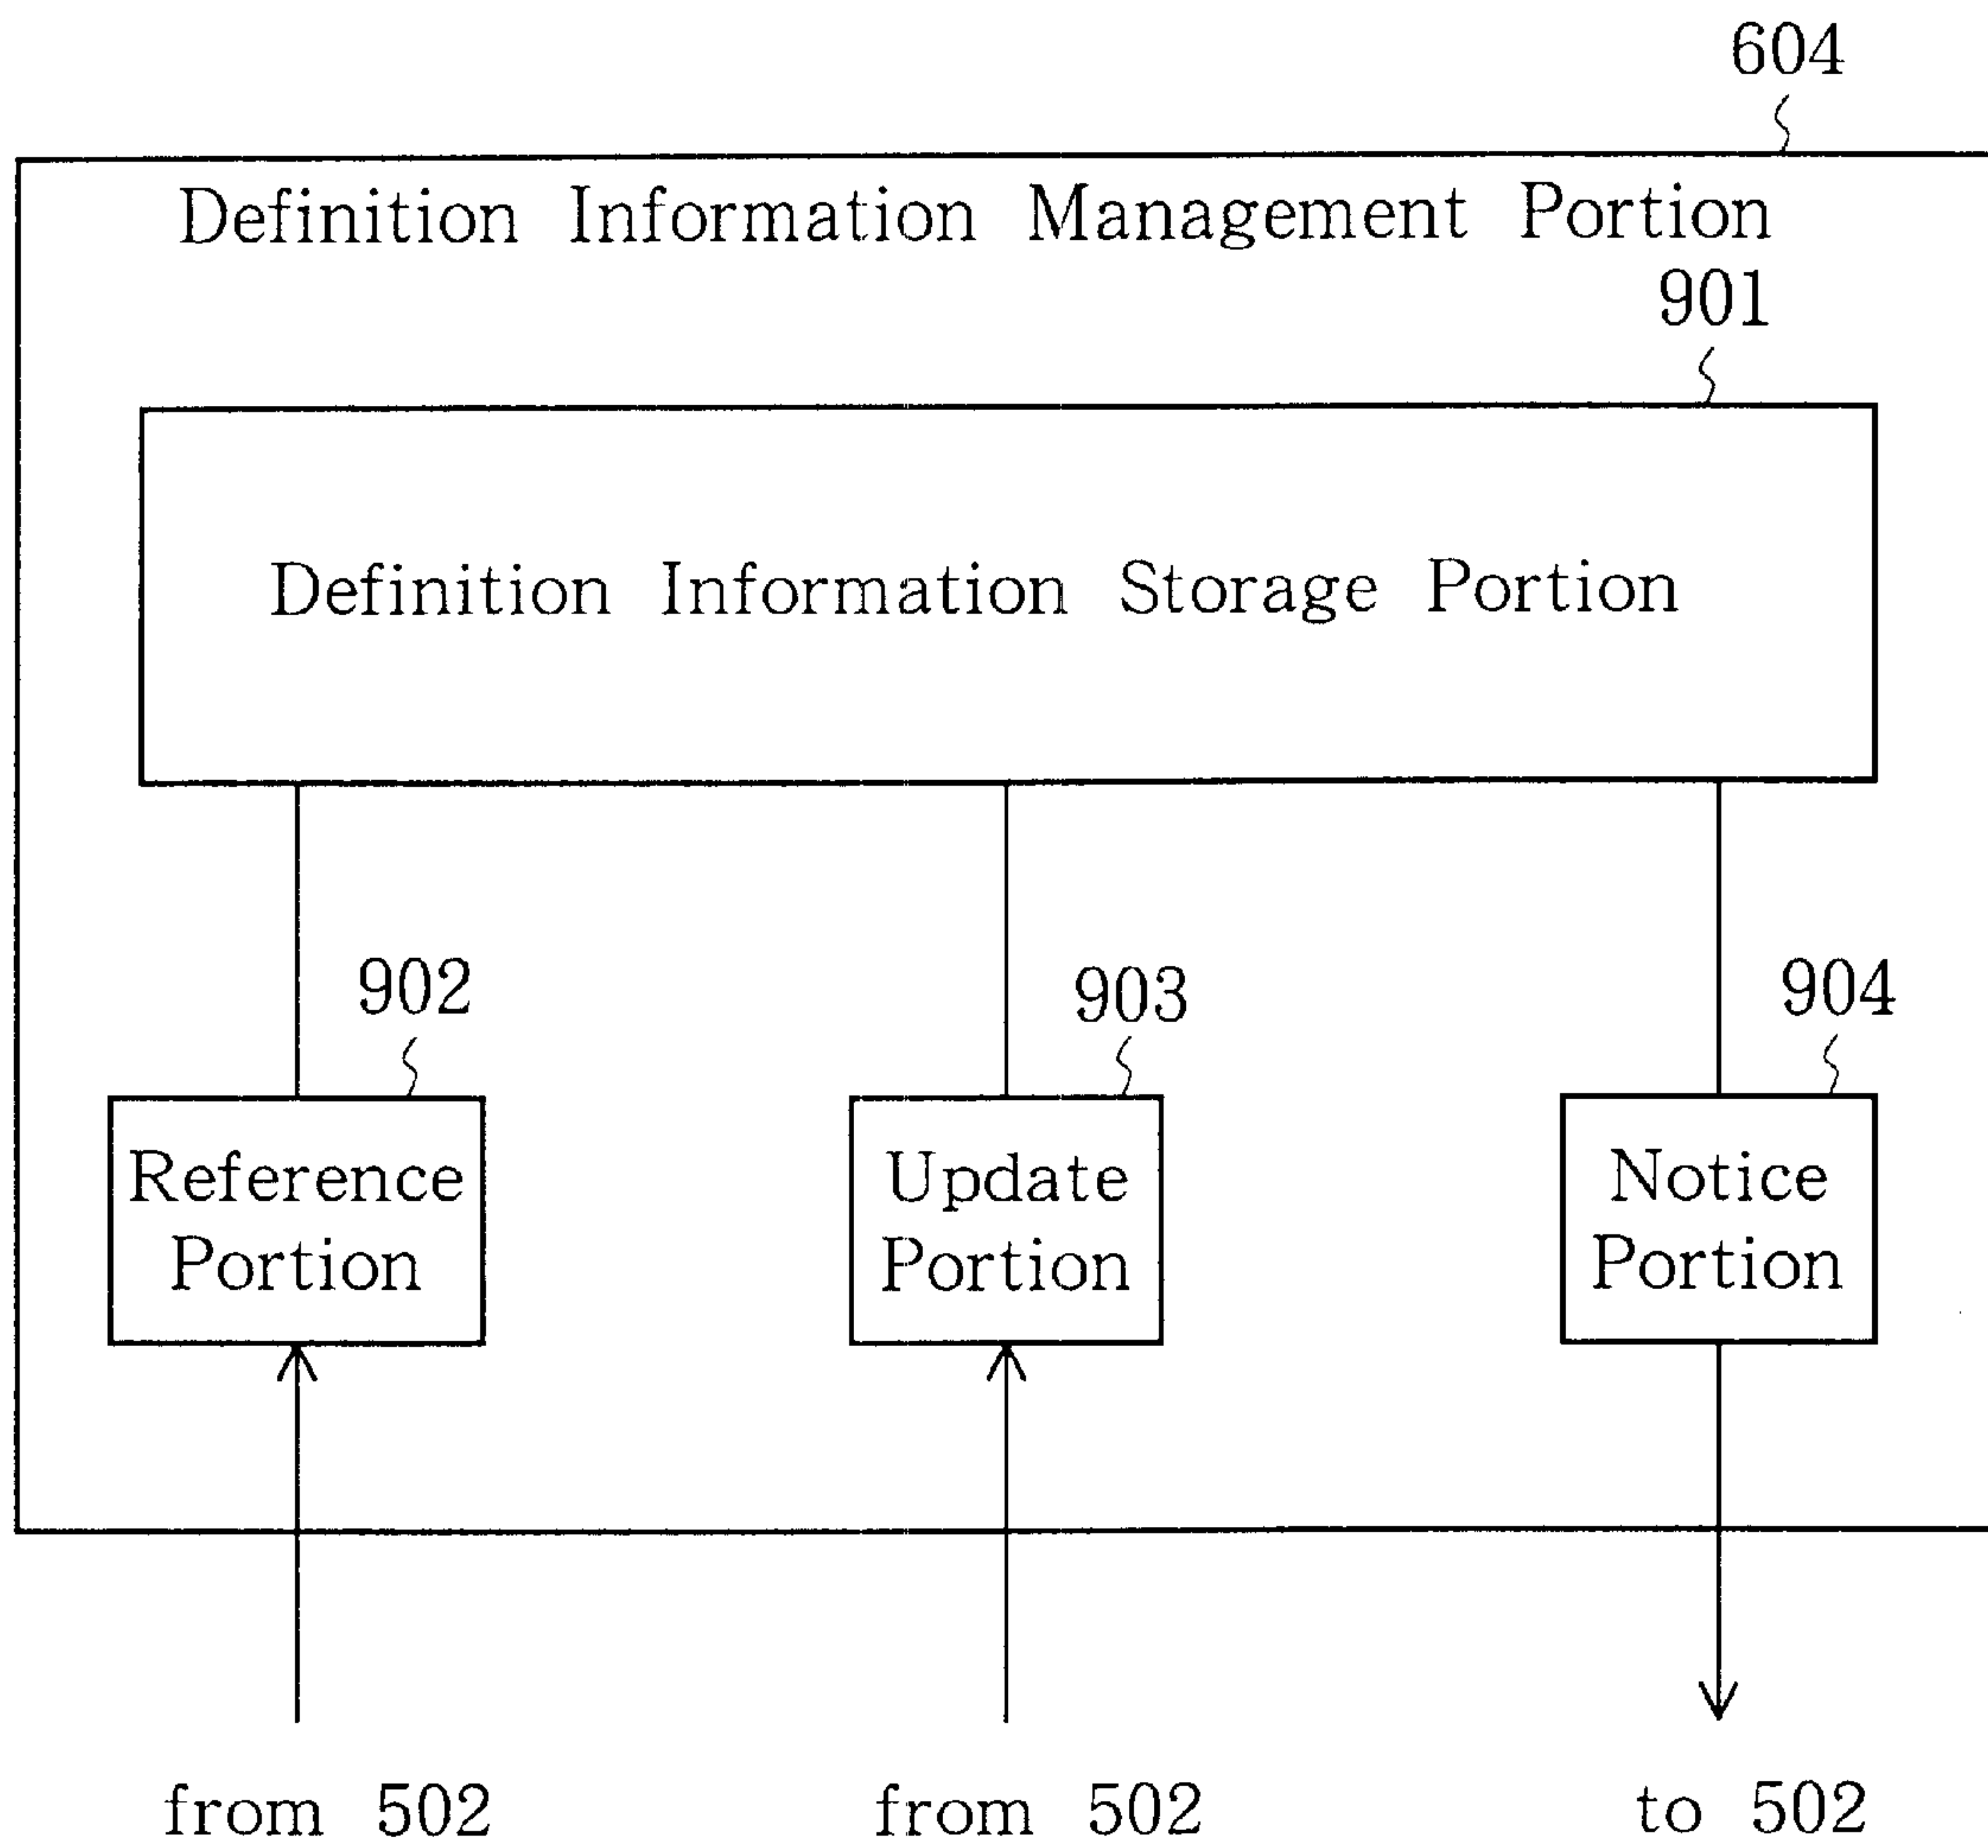 604
Definition Information Management Portion
901
Definition Information Storage Portion
902
903
904
Reference
Portion
Update
Portion
Notice
Portion
from 502
from 502
to 502